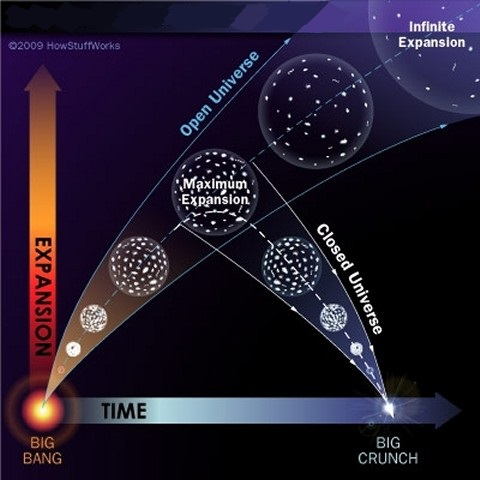 ©2009 HowStuffWorks
Infinite
Expansion
Open Universe
Maximum
Expansion
Closed Universe
EXPANSION
TIME
BIG
BANG
BIG
CRUNCH